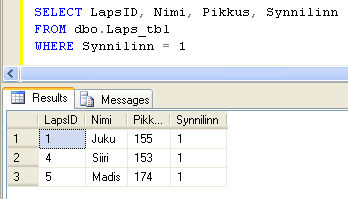 SELECT LapsID, Nimi, Pikkus, Synnilinn
FROM dbo.Laps_tbl
WHERE Synnilinn = 1
Results Messages
LapsID Nimi Pikk... Synnilinn
1 1 Juku 155 1
2 4 Siiri 153 1
3 5 Madis 174 1